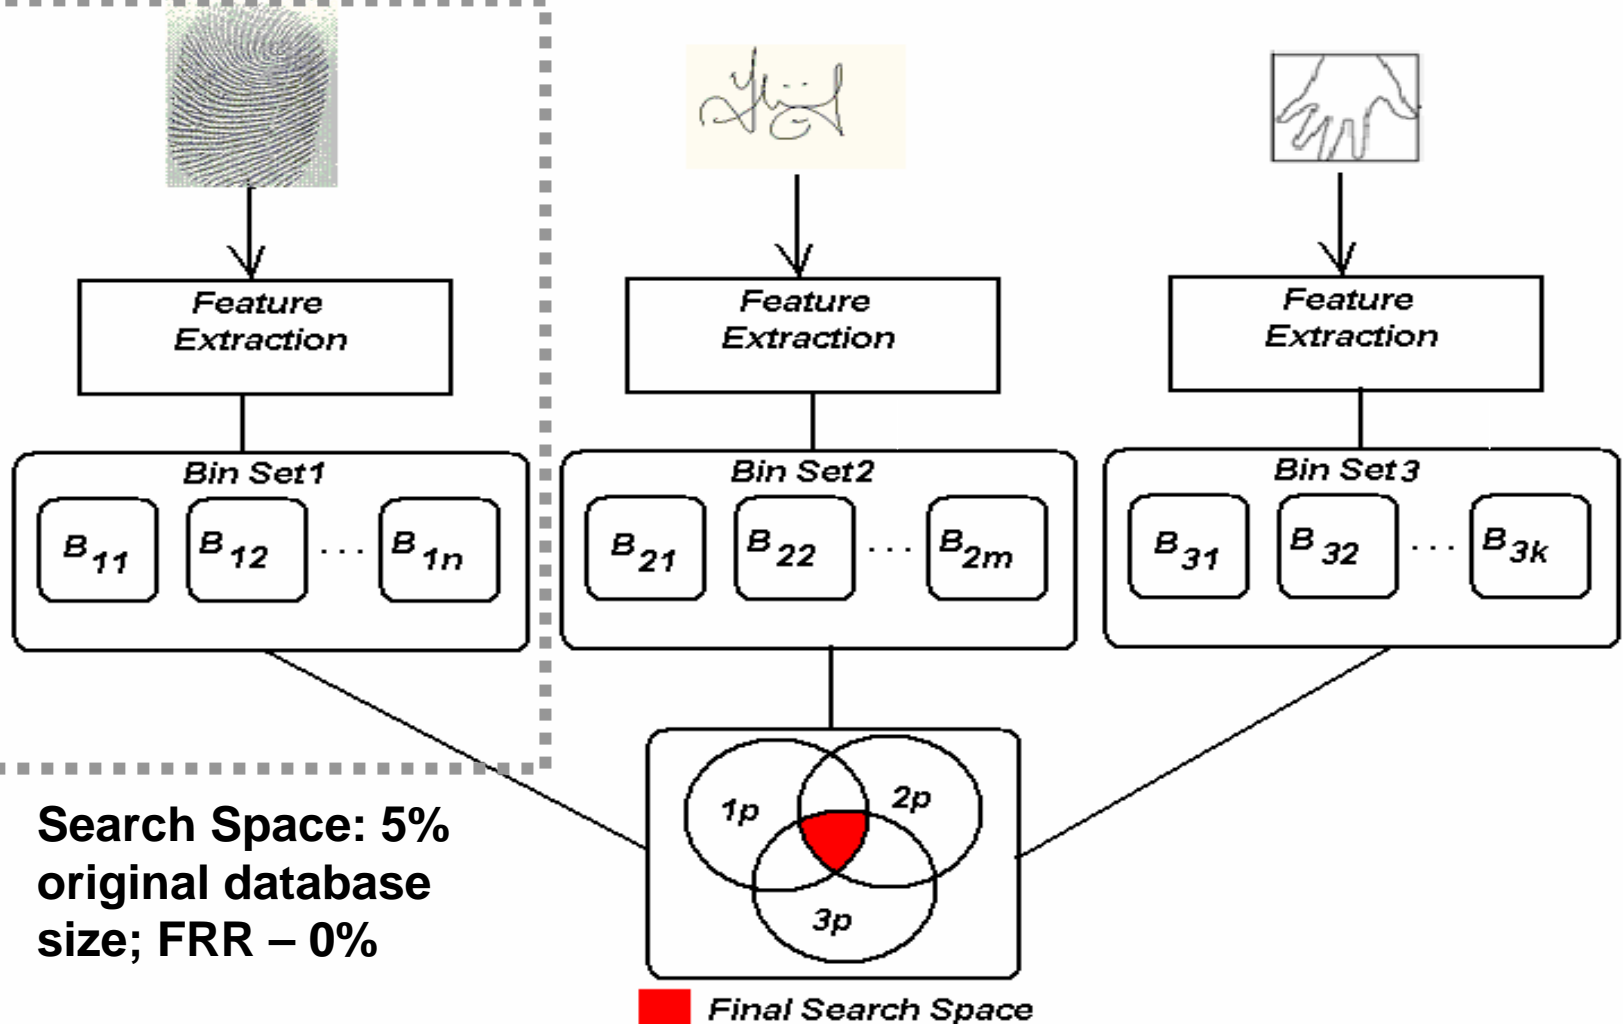 Feature
Extraction
Feature
Extraction
Feature
Extraction
Bin Set1
B11 B12 ... B1n
Bin Set2
B21 B22 ... B2m
Bin Set3
B31 B32 ... B3k
1p
2p
3p
Search Space: 5%
original database
size; FRR – 0%
Final Search Space